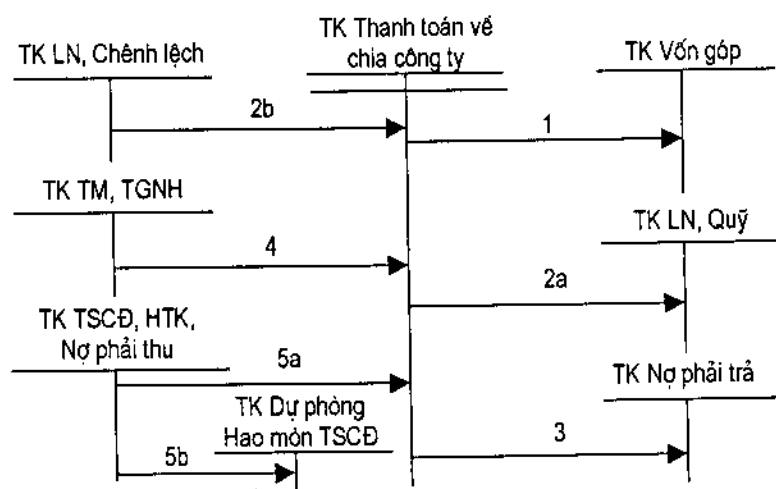 TK LN, Chênh lệch
TK Thanh toán về
chia công ty
TK Vốn góp
2b
1
TK TM, TGNH
TK LN, Quỹ
4
2a
TK TSCĐ, HTK,
Nợ phải thu
5a
TK Nợ phải trả
TK Dự phòng
Hao mòn TSCĐ
3
5b